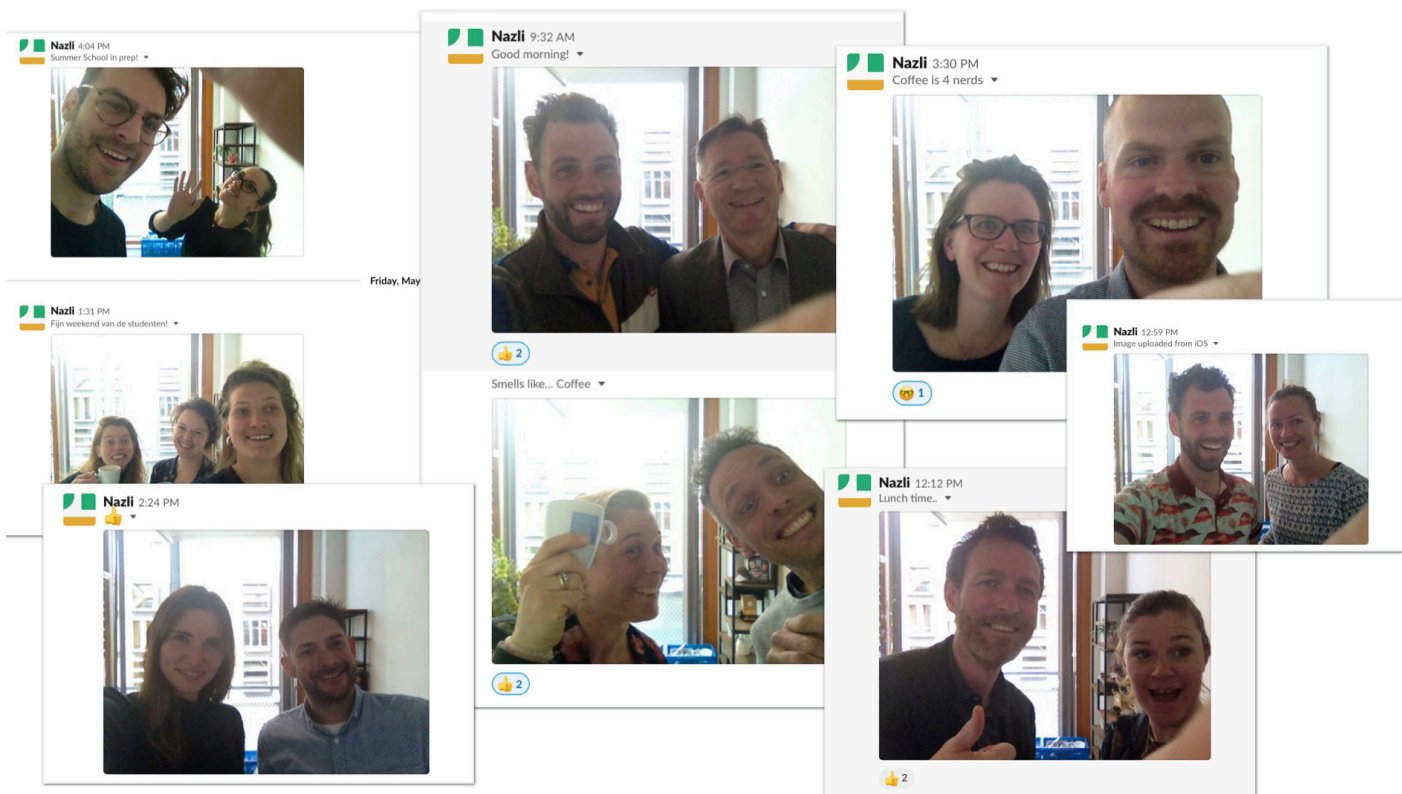 Nazli 4:04 PM
Summer School in prep!
Friday, May
Nazli 1:31 PM
Fijn weekend van de studenten!
Nazli 2:24 PM
👍
Nazli 9:32 AM
Good morning!
👍 2
Smells like... Coffee
👍 2
Nazli 3:30 PM
Coffee is 4 nerds
🤓 1
Nazli 12:59 PM
Image uploaded from iOS
Nazli 12:12 PM
Lunch time..
👍 2